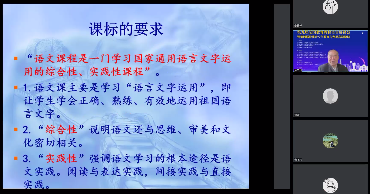 课标的要求
“语文课程是一门学习国家通用语言文字运
用的综合性、实践性课程”。
1. 语文课主要是学习“语言文字运用”，即
让学生学会正确、熟练、有效地运用祖国语
言文字。
2. “综合性”说明语文还与思维、审美和文
化密切相关。
3. “实践性”强调语文学习的根本途径是语
文实践。阅读与表达实践，间接实践与直接
实践。